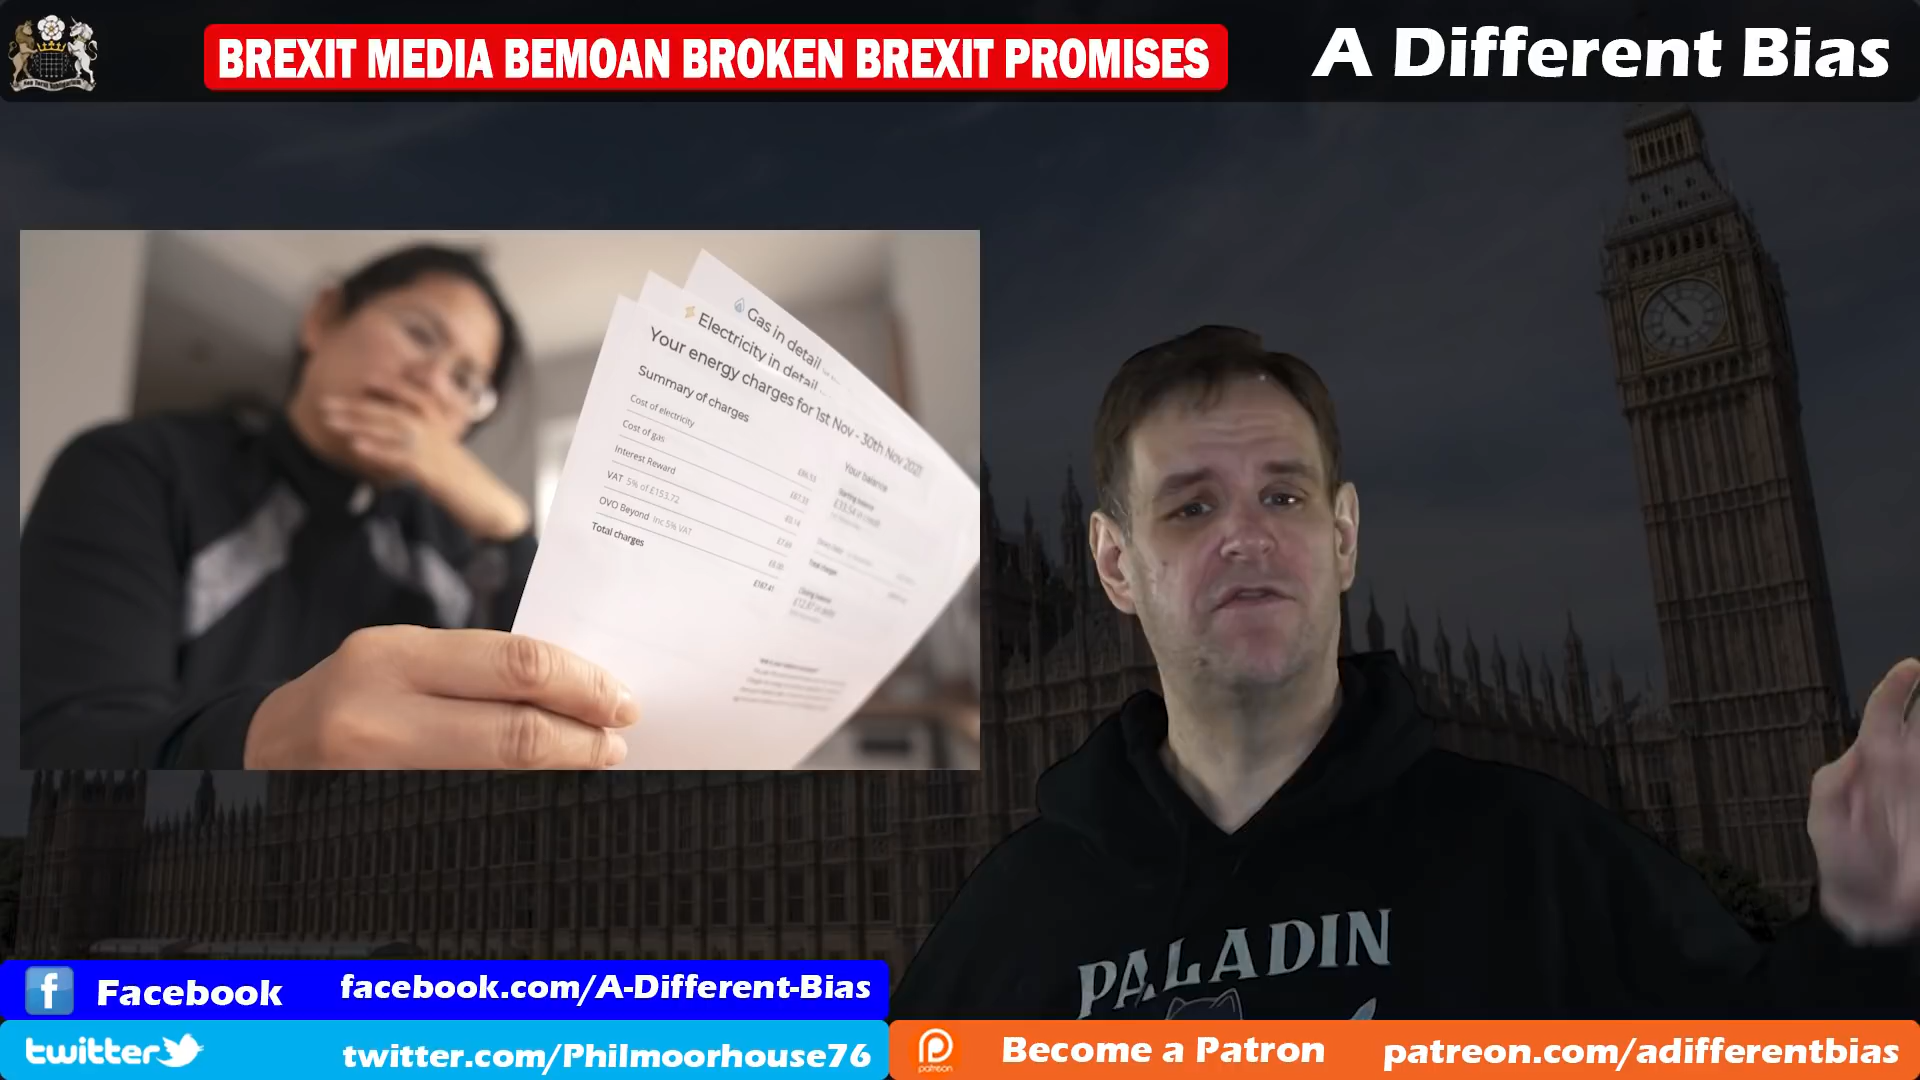 BREXIT MEDIA BEMOAN BROKEN BREXIT PROMISES
A Different Bias
Gas in detail
Electricity in detail
Your energy charges for 1st Nov - 30th Nov 2021
Summary of charges
Your balance
Cost of electricity
Cost of gas
Interest Reward
VAT 5% of £153.72
OVO Beyond Inc 5% VAT
Total charges
£167.41
PALADIN
f Facebook
facebook.com/A-Different-Bias
twitter
twitter.com/Philmoorhouse76
patreon
Become a Patron
patreon.com/adifferentbias